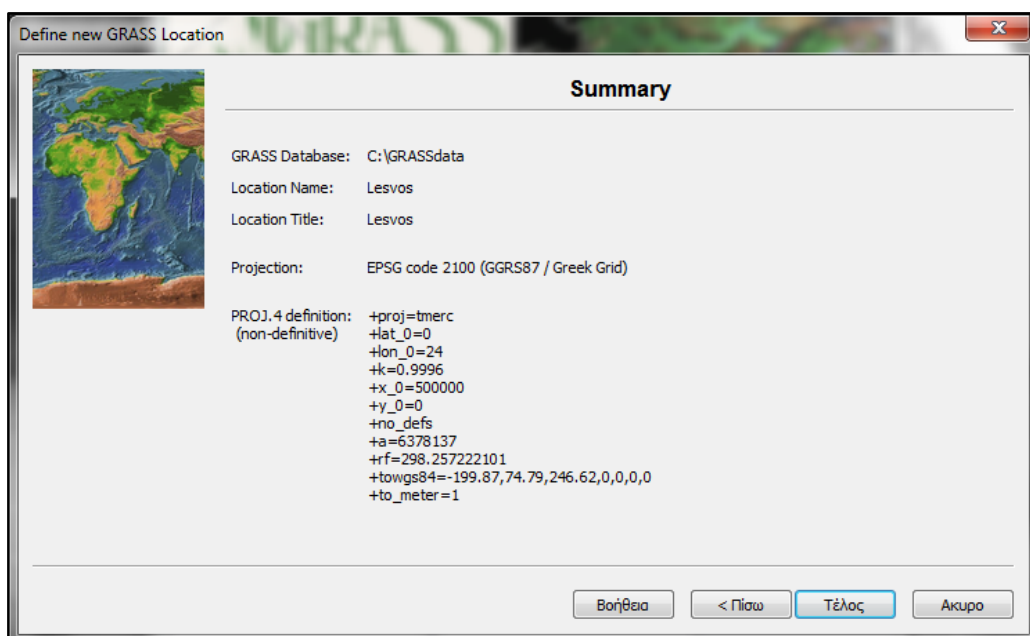 Define new GRASS Location
GRASS
Summary
GRASS Database: C:\GRASSdata
Location Name: Lesvos
Location Title: Lesvos
Projection: EPSG code 2100 (GGRS87 / Greek Grid)
PROJ.4 definition: +proj=tmerc
(non-definitive) +lat_0=0
+lon_0=24
+k=0.9996
+x_0=500000
+y_0=0
+no_defs
+a=6378137
+rf=298.257222101
+towgs84=-199.87,74.79,246.62,0,0,0,0
+to_meter=1
Βοήθεια < Πίσω Τέλος Ακυρο